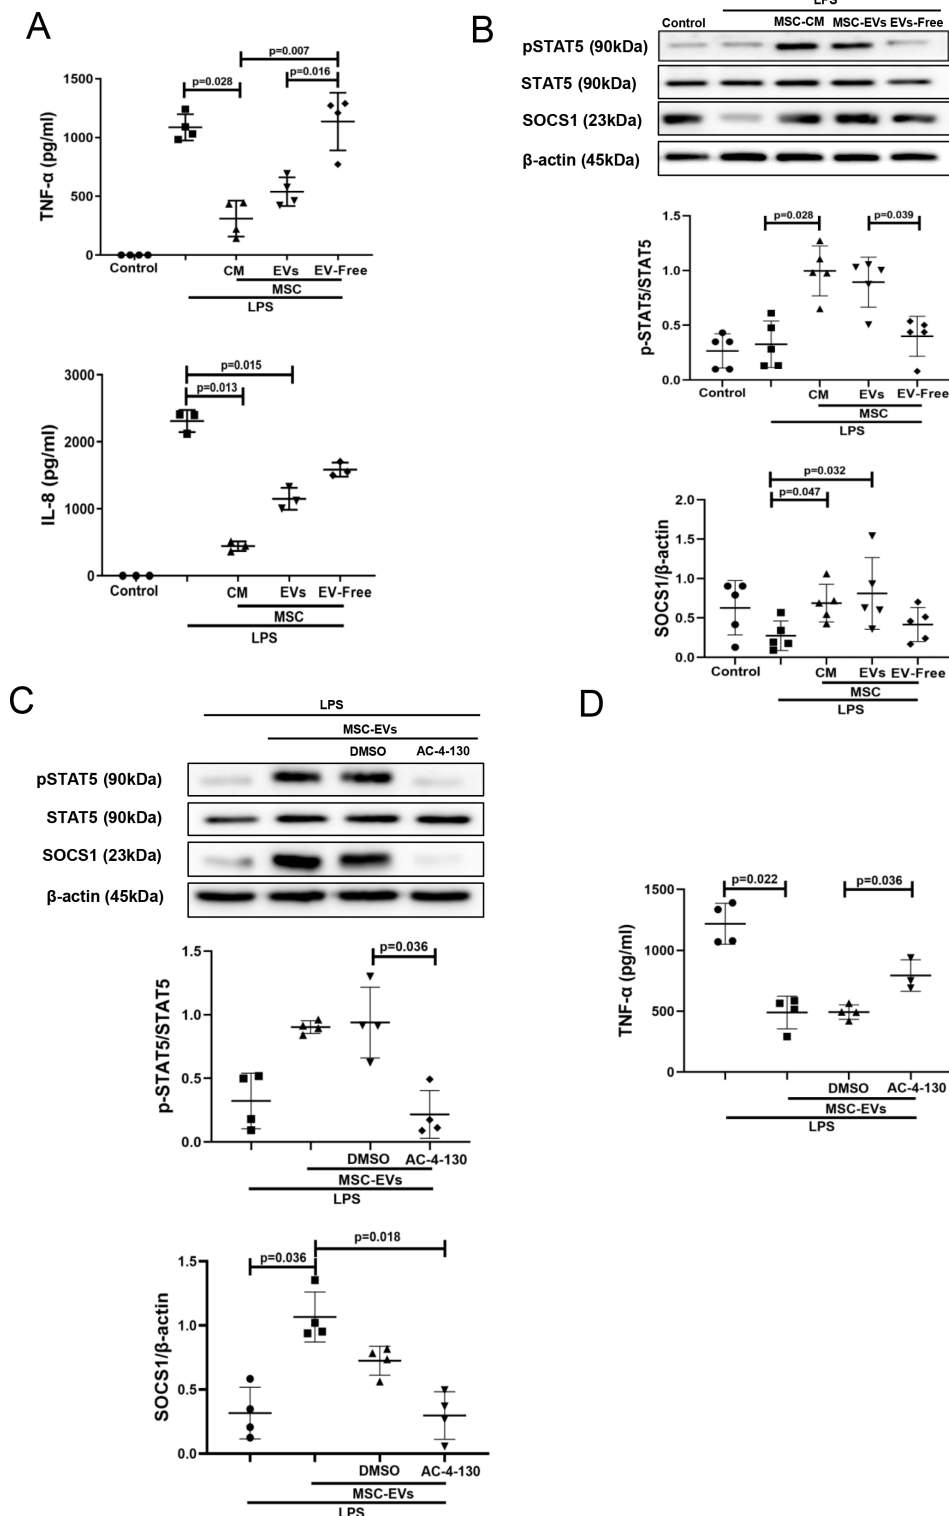 A
p=0.007
p=0.028
p=0.016
TNF-α (pg/ml)
1500
1000
500
0
Control
CM
EVs
EV-Free
MSC
LPS
p=0.015
p=0.013
IL-8 (pg/ml)
3000
2000
1000
0
Control
CM
EVs
EV-Free
MSC
LPS
B
LPS
Control
MSC-CM
MSC-EVs
EVs-Free
pSTAT5 (90kDa)
STAT5 (90kDa)
SOCS1 (23kDa)
β-actin (45kDa)
p=0.028
p=0.039
p-STAT5/STAT5
1.5
1.0
0.5
0.0
Control
CM
EVs
EV-Free
MSC
LPS
p=0.032
p=0.047
SOCS1/β-actin
2.0
1.5
1.0
0.5
0.0
Control
CM
EVs
EV-Free
MSC
LPS
C
LPS
MSC-EVs
DMSO
AC-4-130
pSTAT5 (90kDa)
STAT5 (90kDa)
SOCS1 (23kDa)
β-actin (45kDa)
p=0.036
p-STAT5/STAT5
1.5
1.0
0.5
0.0
DMSO
AC-4-130
MSC-EVs
LPS
p=0.018
p=0.036
SOCS1/β-actin
1.5
1.0
0.5
0.0
DMSO
AC-4-130
MSC-EVs
LPS
D
p=0.022
p=0.036
TNF-α (pg/ml)
1500
1000
500
0
DMSO
AC-4-130
MSC-EVs
LPS